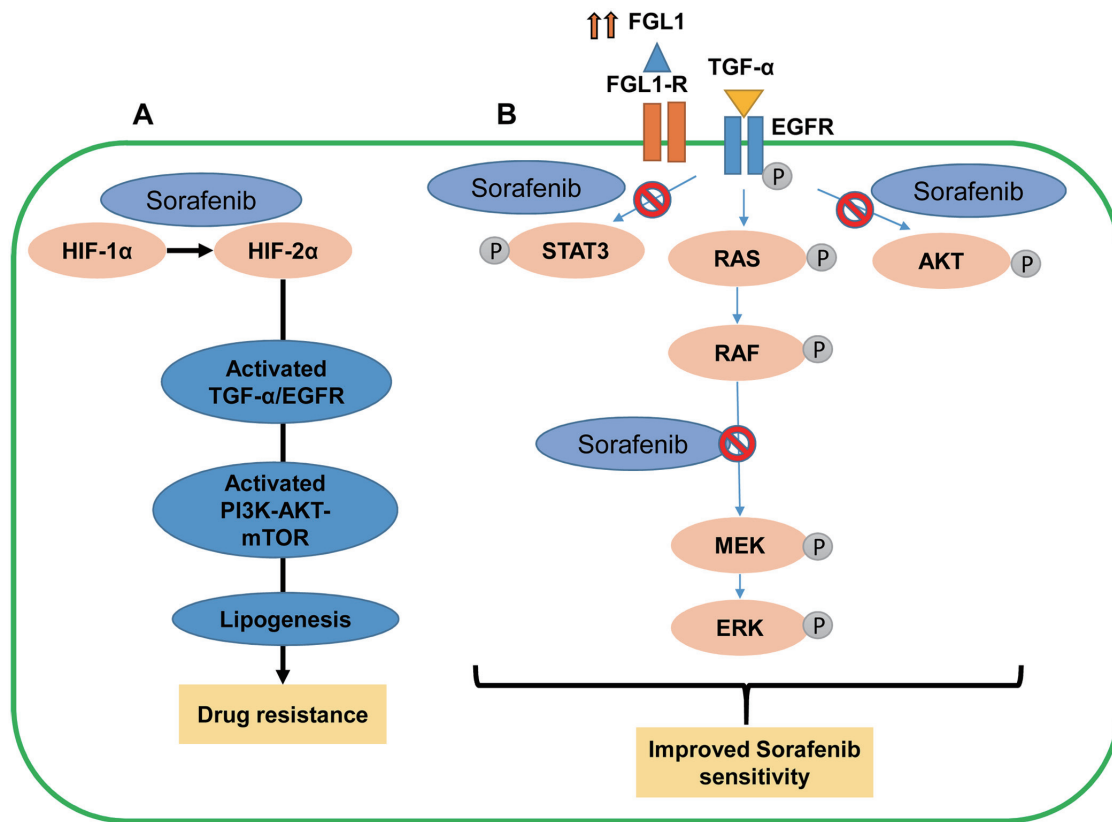 A
Sorafenib
HIF-1α
HIF-2α
Activated
TGF-α/EGFR
Activated
PI3K-AKT-
mTOR
Lipogenesis
Drug resistance
B
FGL1
FGL1-R
TGF-α
EGFR
P
Sorafenib
Sorafenib
P
STAT3
RAS
P
AKT
P
RAF
P
Sorafenib
MEK
P
ERK
P
Improved Sorafenib
sensitivity